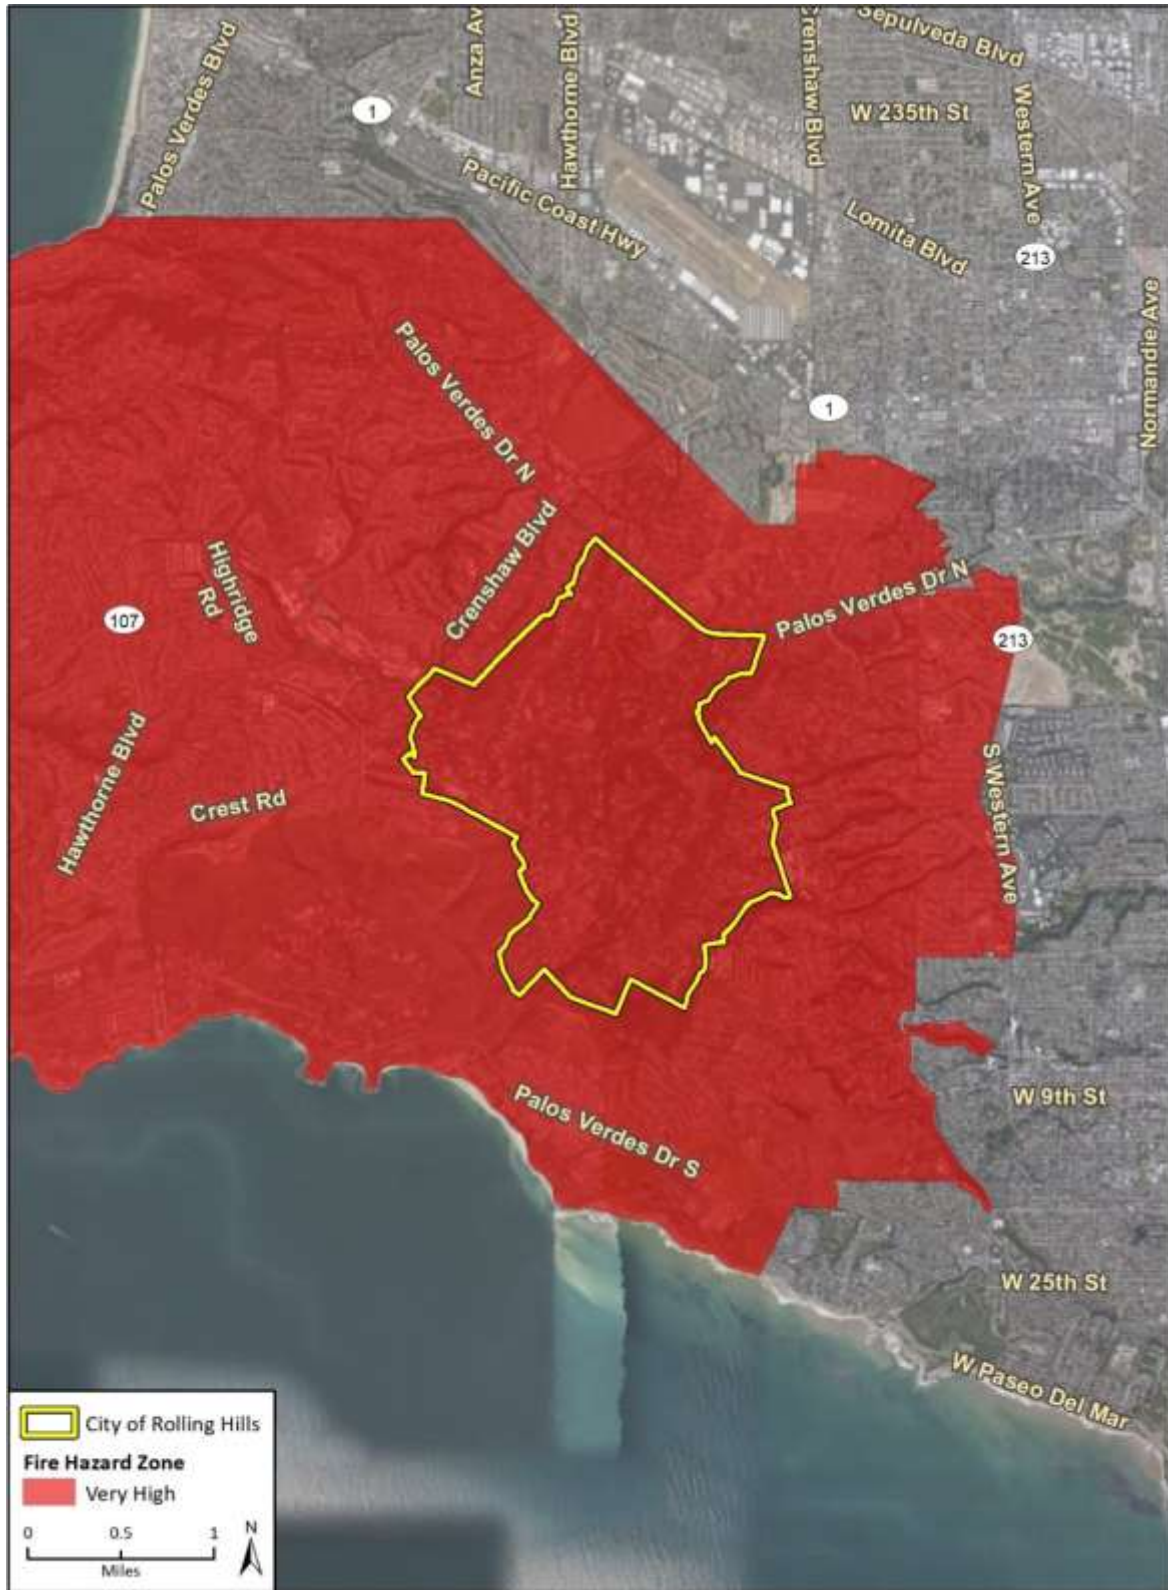 Sepulveda Blvd
Palos Verdes Blvd
Anza Av
Hawthorne Blvd
Crenshaw Blvd
1
W 235th St
Western Ave
Pacific Coast Hwy
Lomita Blvd
213
Normandie Ave
Palos Verdes Dr N
1
Crenshaw Blvd
Highridge
Rd
Palos Verdes Dr N
107
213
Hawthorne Blvd
Crest Rd
S Western Ave
Palos Verdes Dr S
W 9th St
W 25th St
W Paseo Del Mar
City of Rolling Hills
Fire Hazard Zone
Very High
0 0.5 1
Miles
N